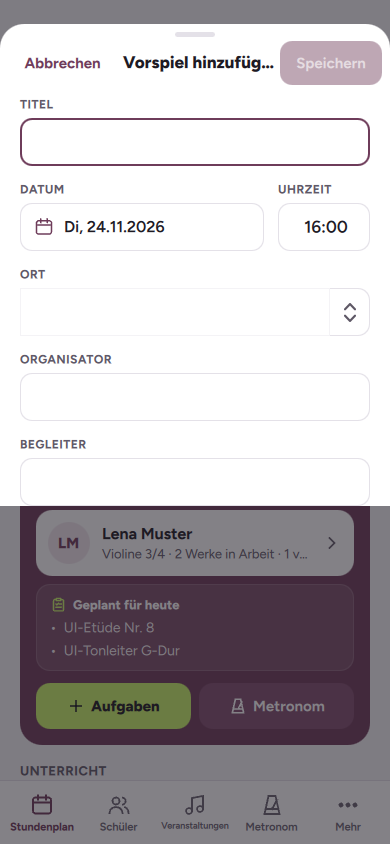 Abbrechen Vorspiel hinzufüg... Speichern
TITEL
DATUM UHRZEIT
Di, 24.11.2026 16:00
ORT
ORGANISATOR
BEGLEITER
LM Lena Muster
Violine 3/4 · 2 Werke in Arbeit · 1 v...
Geplant für heute
• UI-Etüde Nr. 8
• UI-Tonleiter G-Dur
+ Aufgaben Metronom
UNTERRICHT
Stundenplan Schüler Veranstaltungen Metronom Mehr